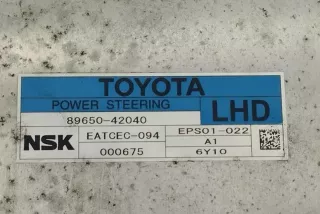 TOYOTA
POWER STEERING
LHD
89650-42040
NSK
EATCEC-094
EPS01-022
A1
000675
6Y10